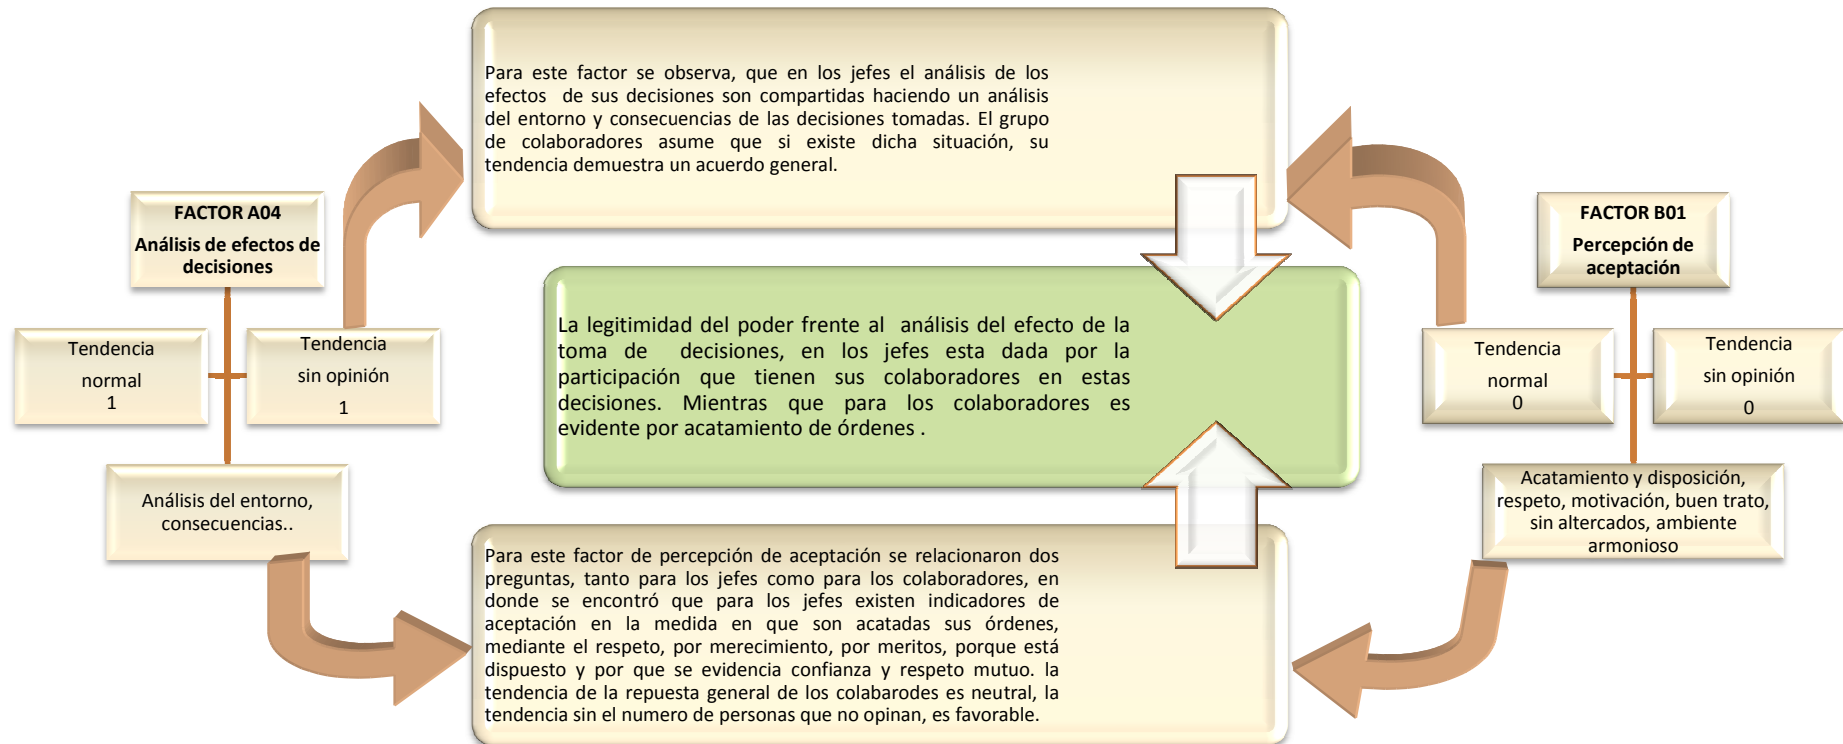 Para este factor se observa, que en los jefes el análisis de los
efectos de sus decisiones son compartidas haciendo un análisis
del entorno y consecuencias de las decisiones tomadas. El grupo
de colaboradores asume que si existe dicha situación, su
tendencia demuestra un acuerdo general.
FACTOR A04
Análisis de efectos de
decisiones
Tendencia
normal
1
Tendencia
sin opinión
1
Análisis del entorno,
consecuencias..
La legitimidad del poder frente al análisis del efecto de la
toma de decisiones, en los jefes esta dada por la
participación que tienen sus colaboradores en estas
decisiones. Mientras que para los colaboradores es
evidente por acatamiento de órdenes .
FACTOR B01
Percepción de
aceptación
Tendencia
normal
0
Tendencia
sin opinión
0
Acatamiento y disposición,
respeto, motivación, buen trato,
sin altercados, ambiente
armonioso
Para este factor de percepción de aceptación se relacionaron dos
preguntas, tanto para los jefes como para los colaboradores, en
donde se encontró que para los jefes existen indicadores de
aceptación en la medida en que son acatadas sus órdenes,
mediante el respeto, por merecimiento, por meritos, porque está
dispuesto y por que se evidencia confianza y respeto mutuo. la
tendencia de la repuesta general de los colabarodes es neutral, la
tendencia sin el numero de personas que no opinan, es favorable.